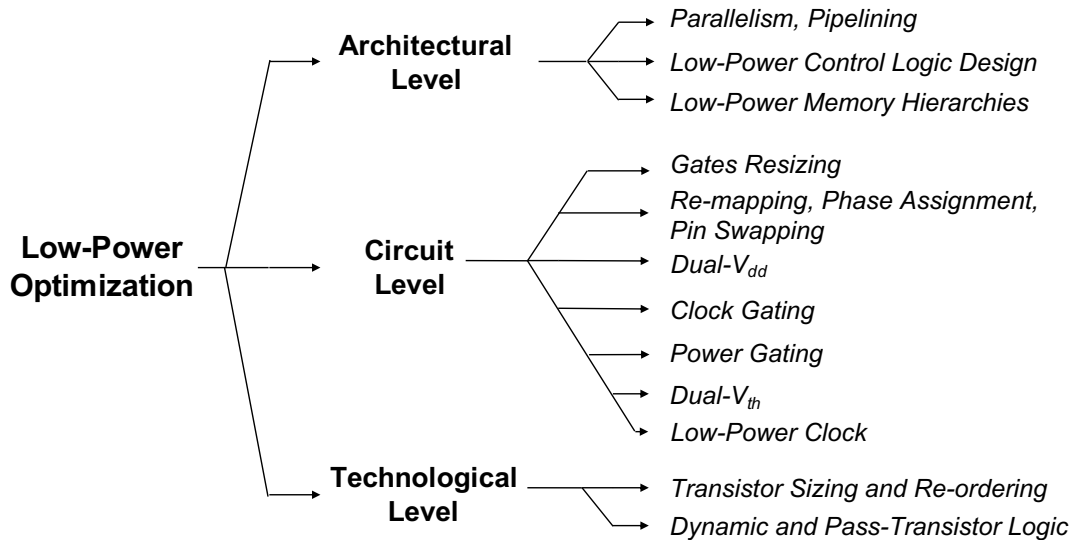 Low-Power
Optimization
Architectural
Level
Parallelism, Pipelining
Low-Power Control Logic Design
Low-Power Memory Hierarchies
Circuit
Level
Gates Resizing
Re-mapping, Phase Assignment,
Pin Swapping
Dual-Vdd
Clock Gating
Power Gating
Dual-Vth
Low-Power Clock
Technological
Level
Transistor Sizing and Re-ordering
Dynamic and Pass-Transistor Logic